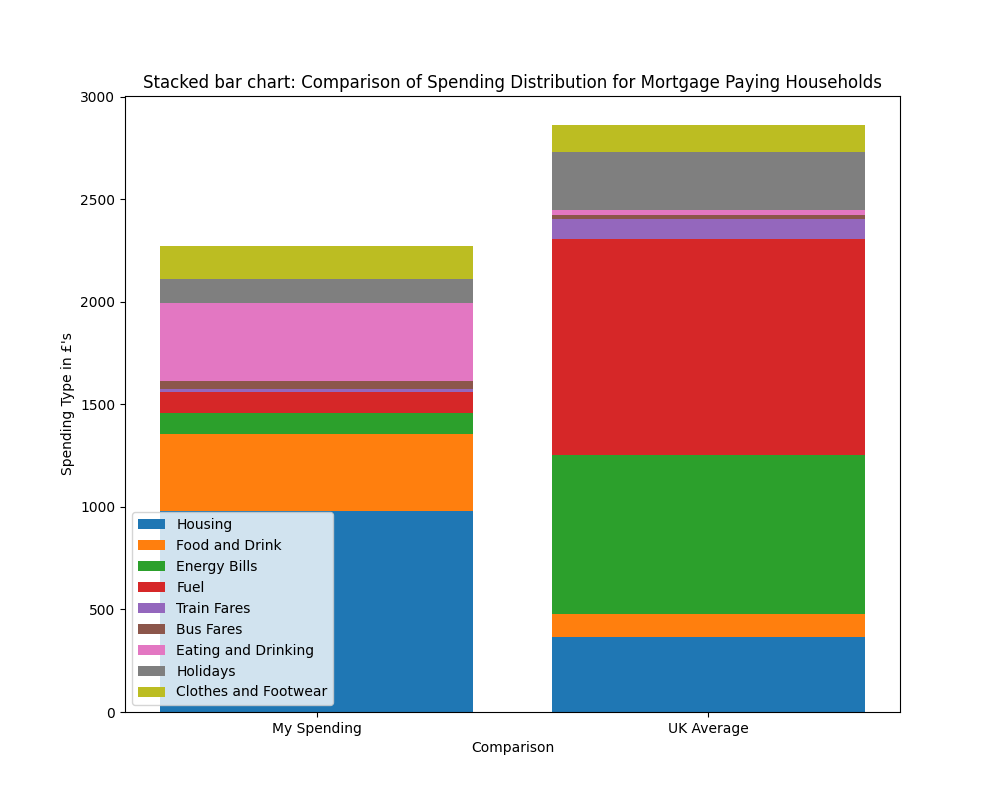 Stacked bar chart: Comparison of Spending Distribution for Mortgage Paying Households
3000
2500
2000
1500
1000
500
0
Spending Type in £'s
Housing
Food and Drink
Energy Bills
Fuel
Train Fares
Bus Fares
Eating and Drinking
Holidays
Clothes and Footwear
My Spending
UK Average
Comparison